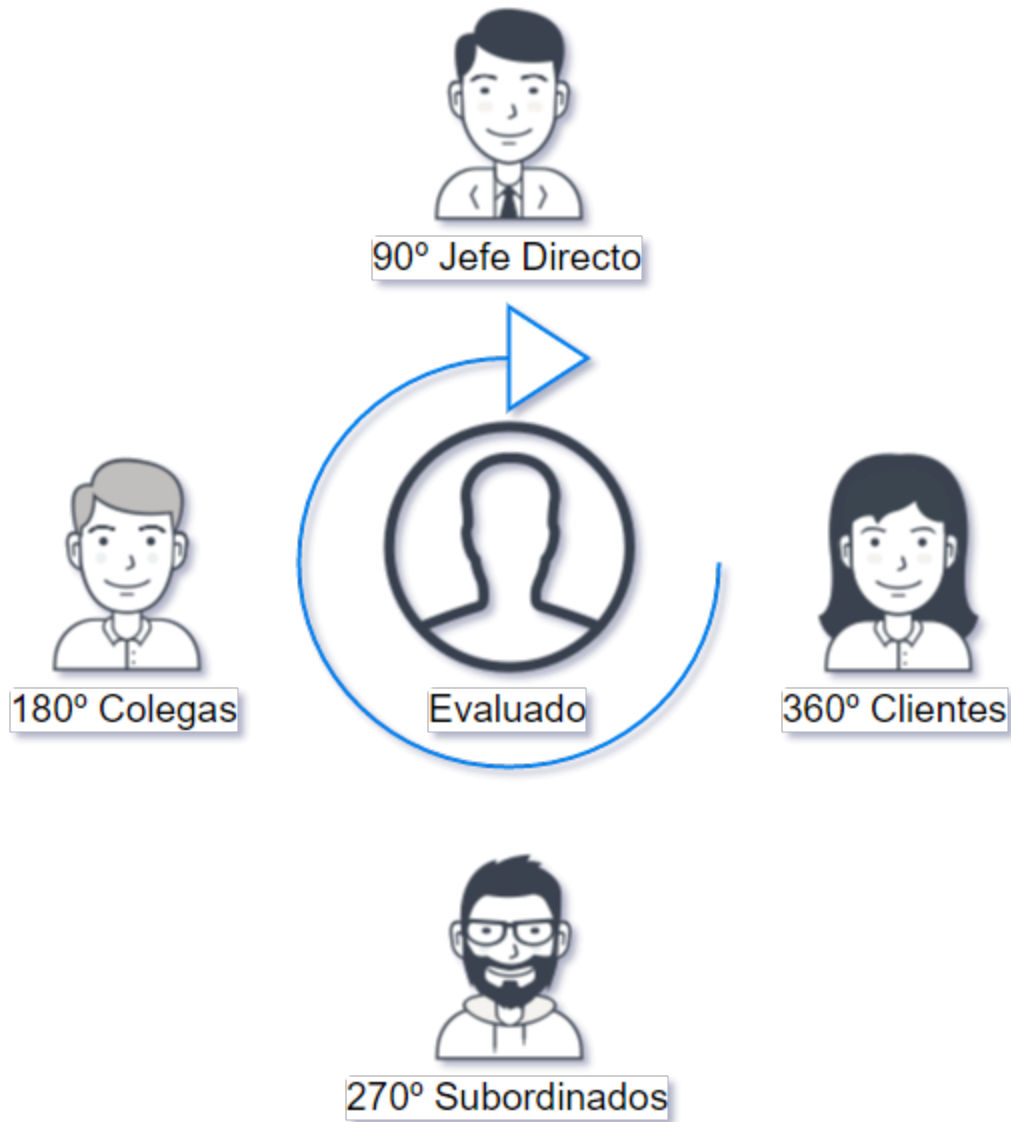 90º Jefe Directo
180º Colegas
Evaluado
360º Clientes
270º Subordinados